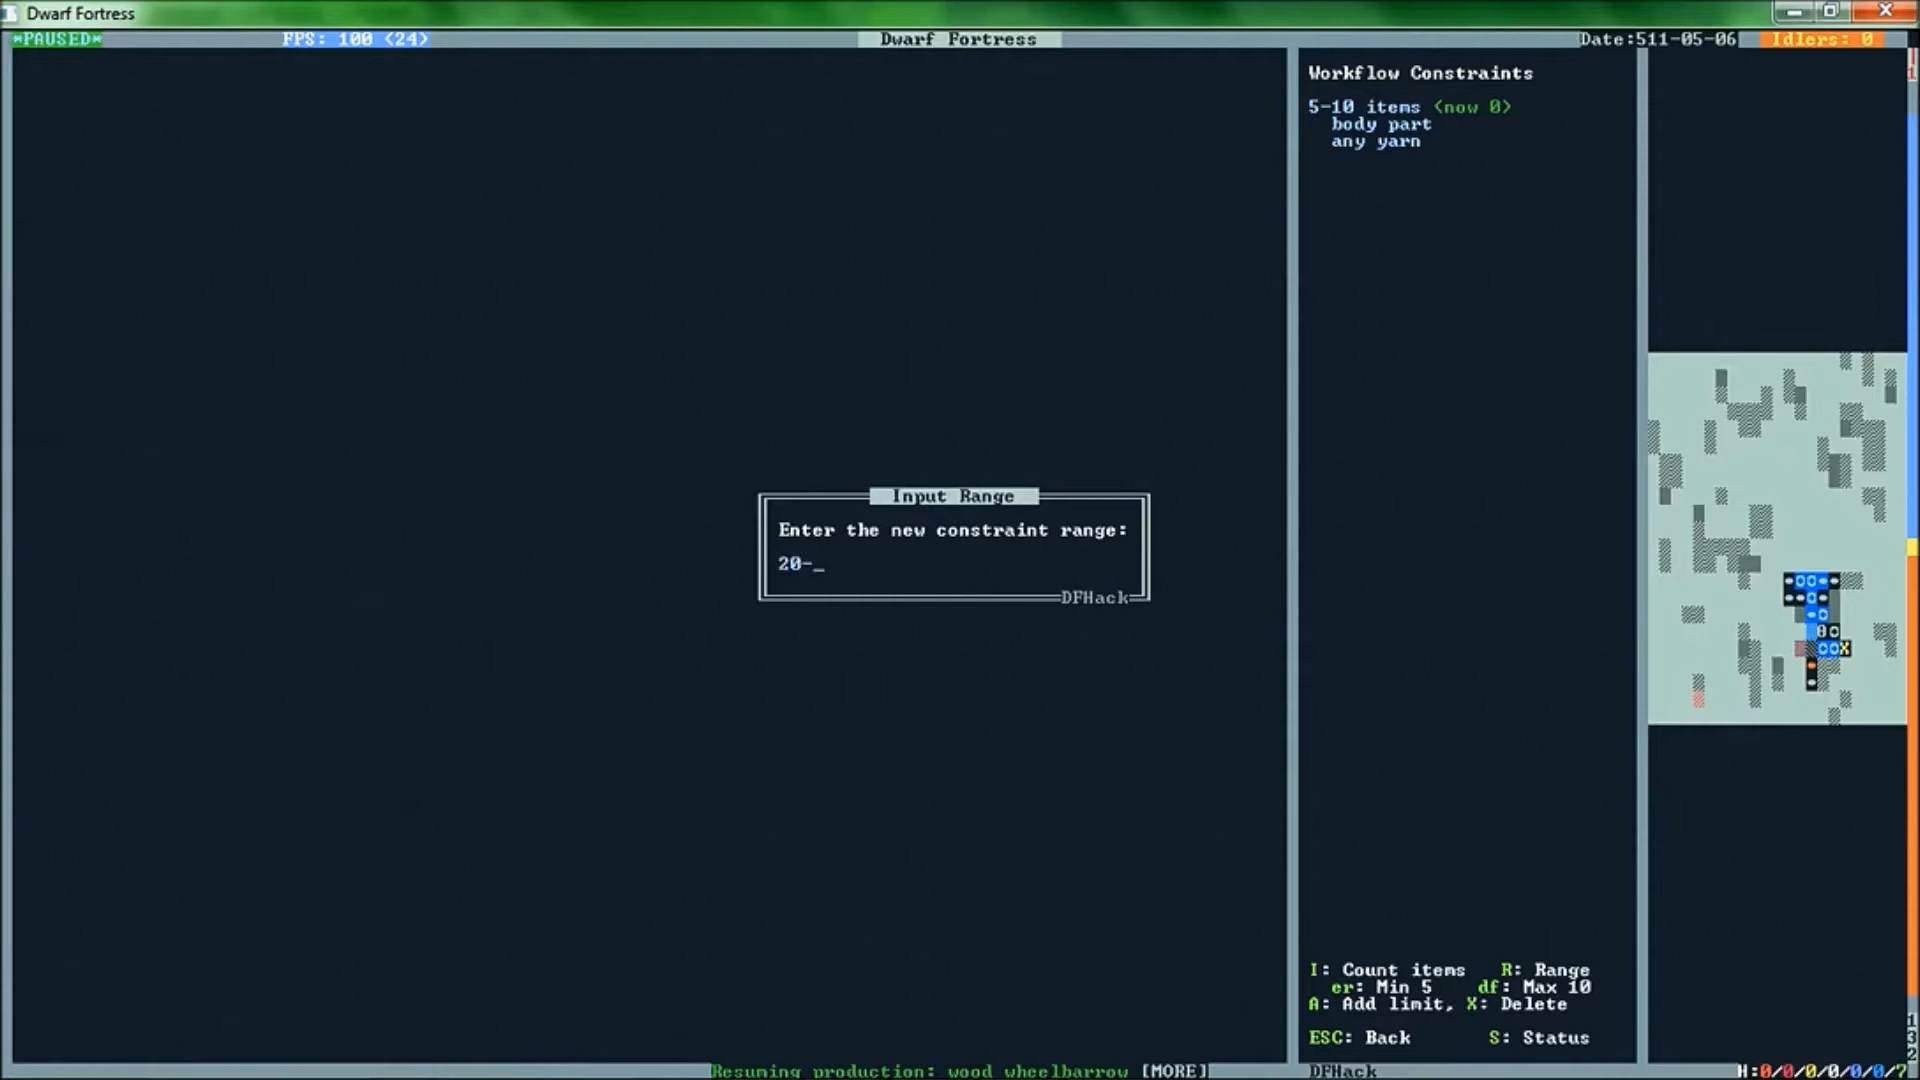 Dwarf Fortress
*PAUSED*
FPS: 100 (24)
Dwarf Fortress
Date:511-05-06
Idlers: 0
Workflow Constraints
5-10 items (now 0)
body part
any yarn
Input Range
Enter the new constraint range:
20-_
DFHack
I: Count items R: Range
er: Min 5 df: Max 10
A: Add limit, X: Delete
ESC: Back S: Status
Resuming production: wood wheelbarrow [MORE]
DFHack
H:0/0/0/0/0/0/7